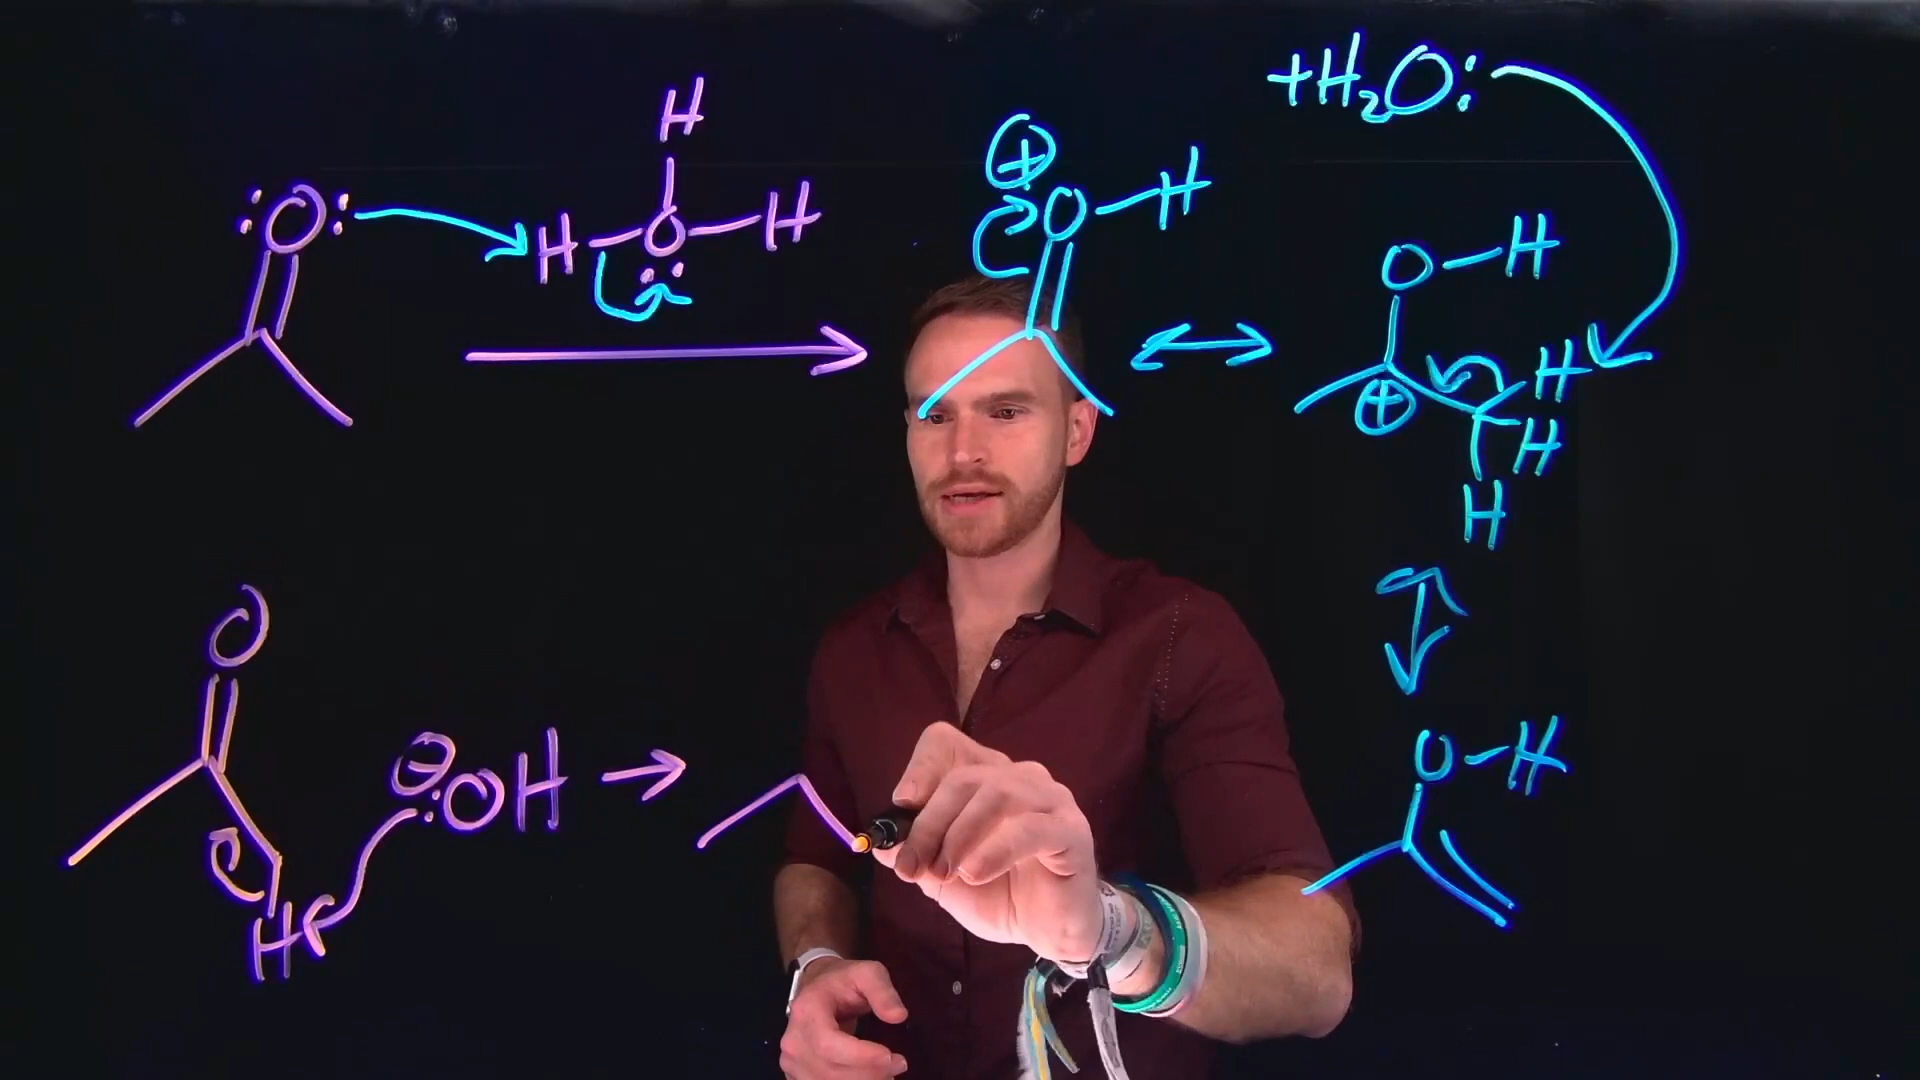 +H₂O:
H
⊕
:O: H-O-H O-H
O-H
H
⊕ H
H
O
⊖
:OH
O-H
H